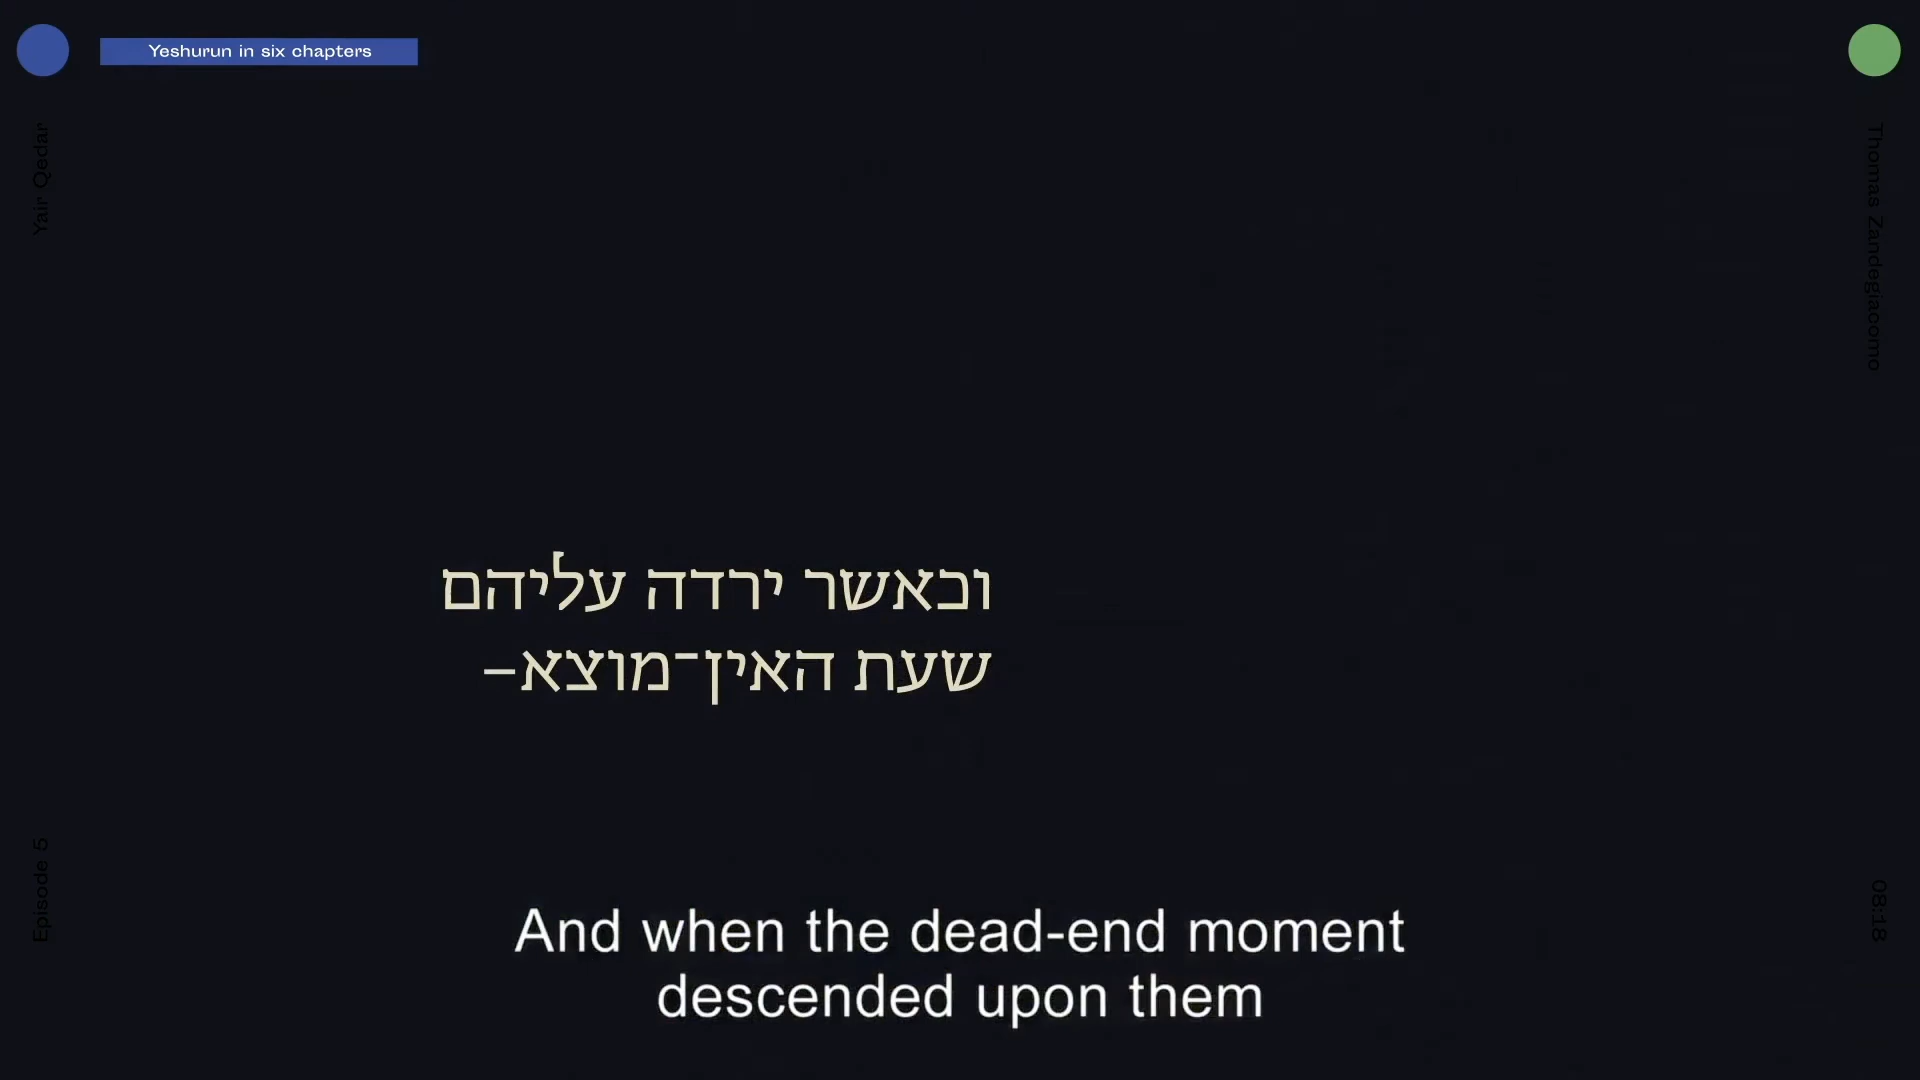 Yeshurun in six chapters
Yair Qedar
Thomas Zandegiacomo
וכאשר ירדה עליהם
שעת האין־מוצא–
Episode 5
08:18
And when the dead-end moment
descended upon them